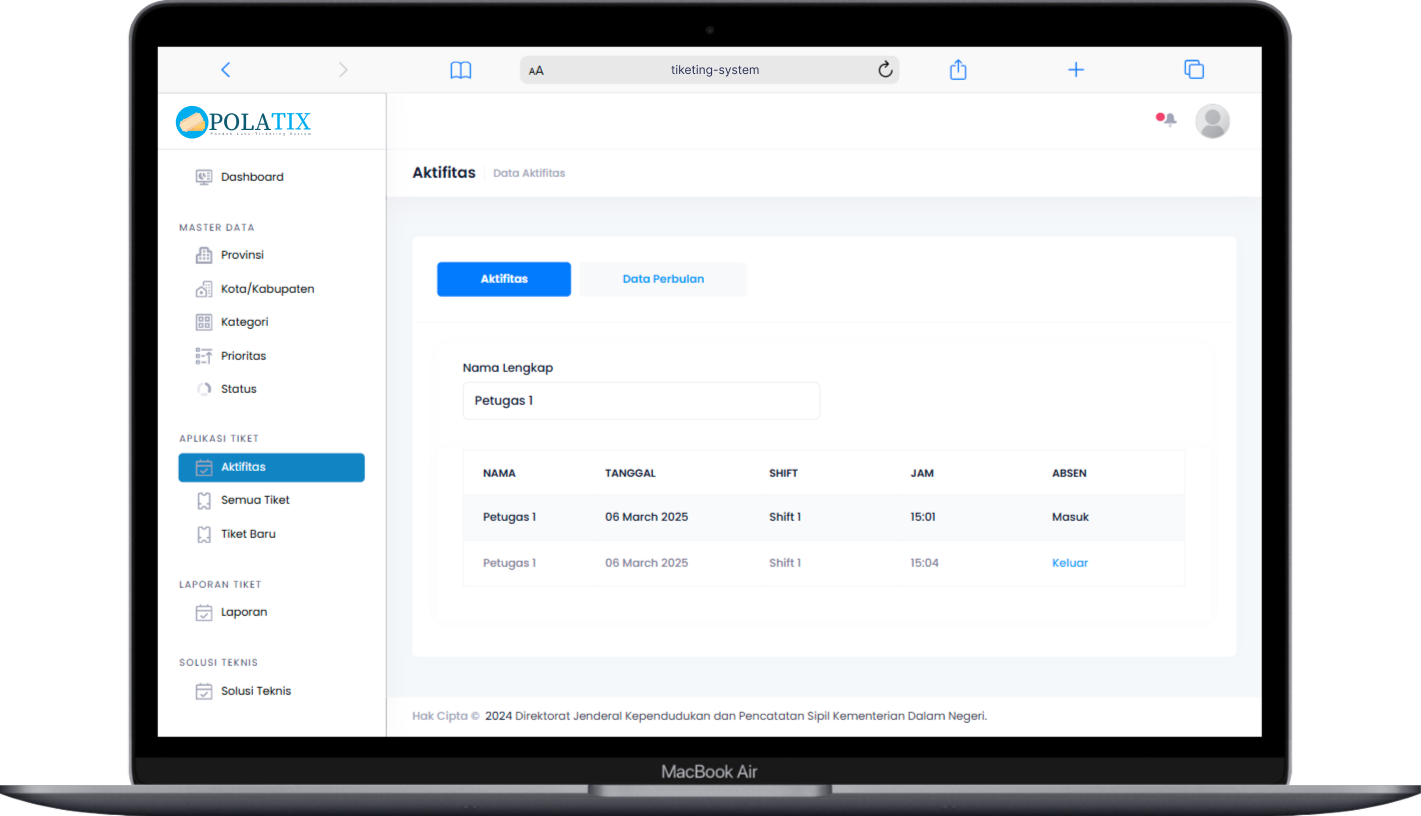 AA
tiketing-system
POLATIX
Aktifitas
Data Aktifitas
Dashboard
MASTER DATA
Provinsi
Kota/Kabupaten
Kategori
Prioritas
Status
APLIKASI TIKET
Aktifitas
Semua Tiket
Tiket Baru
LAPORAN TIKET
Laporan
SOLUSI TEKNIS
Solusi Teknis
Aktifitas Data Perbulan
Nama Lengkap
Petugas 1
NAMA TANGGAL SHIFT JAM ABSEN
Petugas 1 06 March 2025 Shift 1 15:01 Masuk
Petugas 1 06 March 2025 Shift 1 15:04 Keluar
Hak Cipta © 2024 Direktorat Jenderal Kependudukan dan Pencatatan Sipil Kementerian Dalam Negeri.
MacBook Air